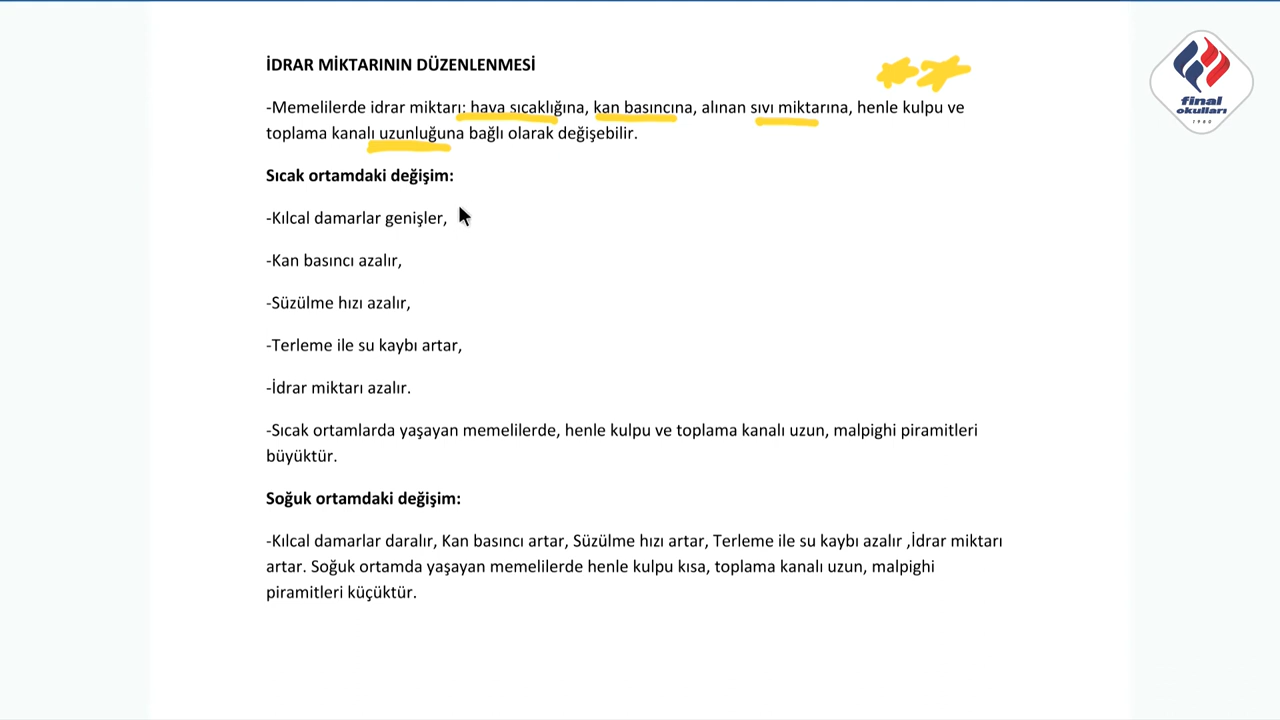 İDRAR MİKTARININ DÜZENLENMESİ
-Memelilerde idrar miktarı: hava sıcaklığına, kan basıncına, alınan sıvı miktarına, henle kulpu ve
toplama kanalı uzunluğuna bağlı olarak değişebilir.
Sıcak ortamdaki değişim:
-Kılcal damarlar genişler,
-Kan basıncı azalır,
-Süzülme hızı azalır,
-Terleme ile su kaybı artar,
-İdrar miktarı azalır.
-Sıcak ortamlarda yaşayan memelilerde, henle kulpu ve toplama kanalı uzun, malpighi piramitleri
büyüktür.
Soğuk ortamdaki değişim:
-Kılcal damarlar daralır, Kan basıncı artar, Süzülme hızı artar, Terleme ile su kaybı azalır ,İdrar miktarı
artar. Soğuk ortamda yaşayan memelilerde henle kulpu kısa, toplama kanalı uzun, malpighi
piramitleri küçüktür.
final
okulları
1980